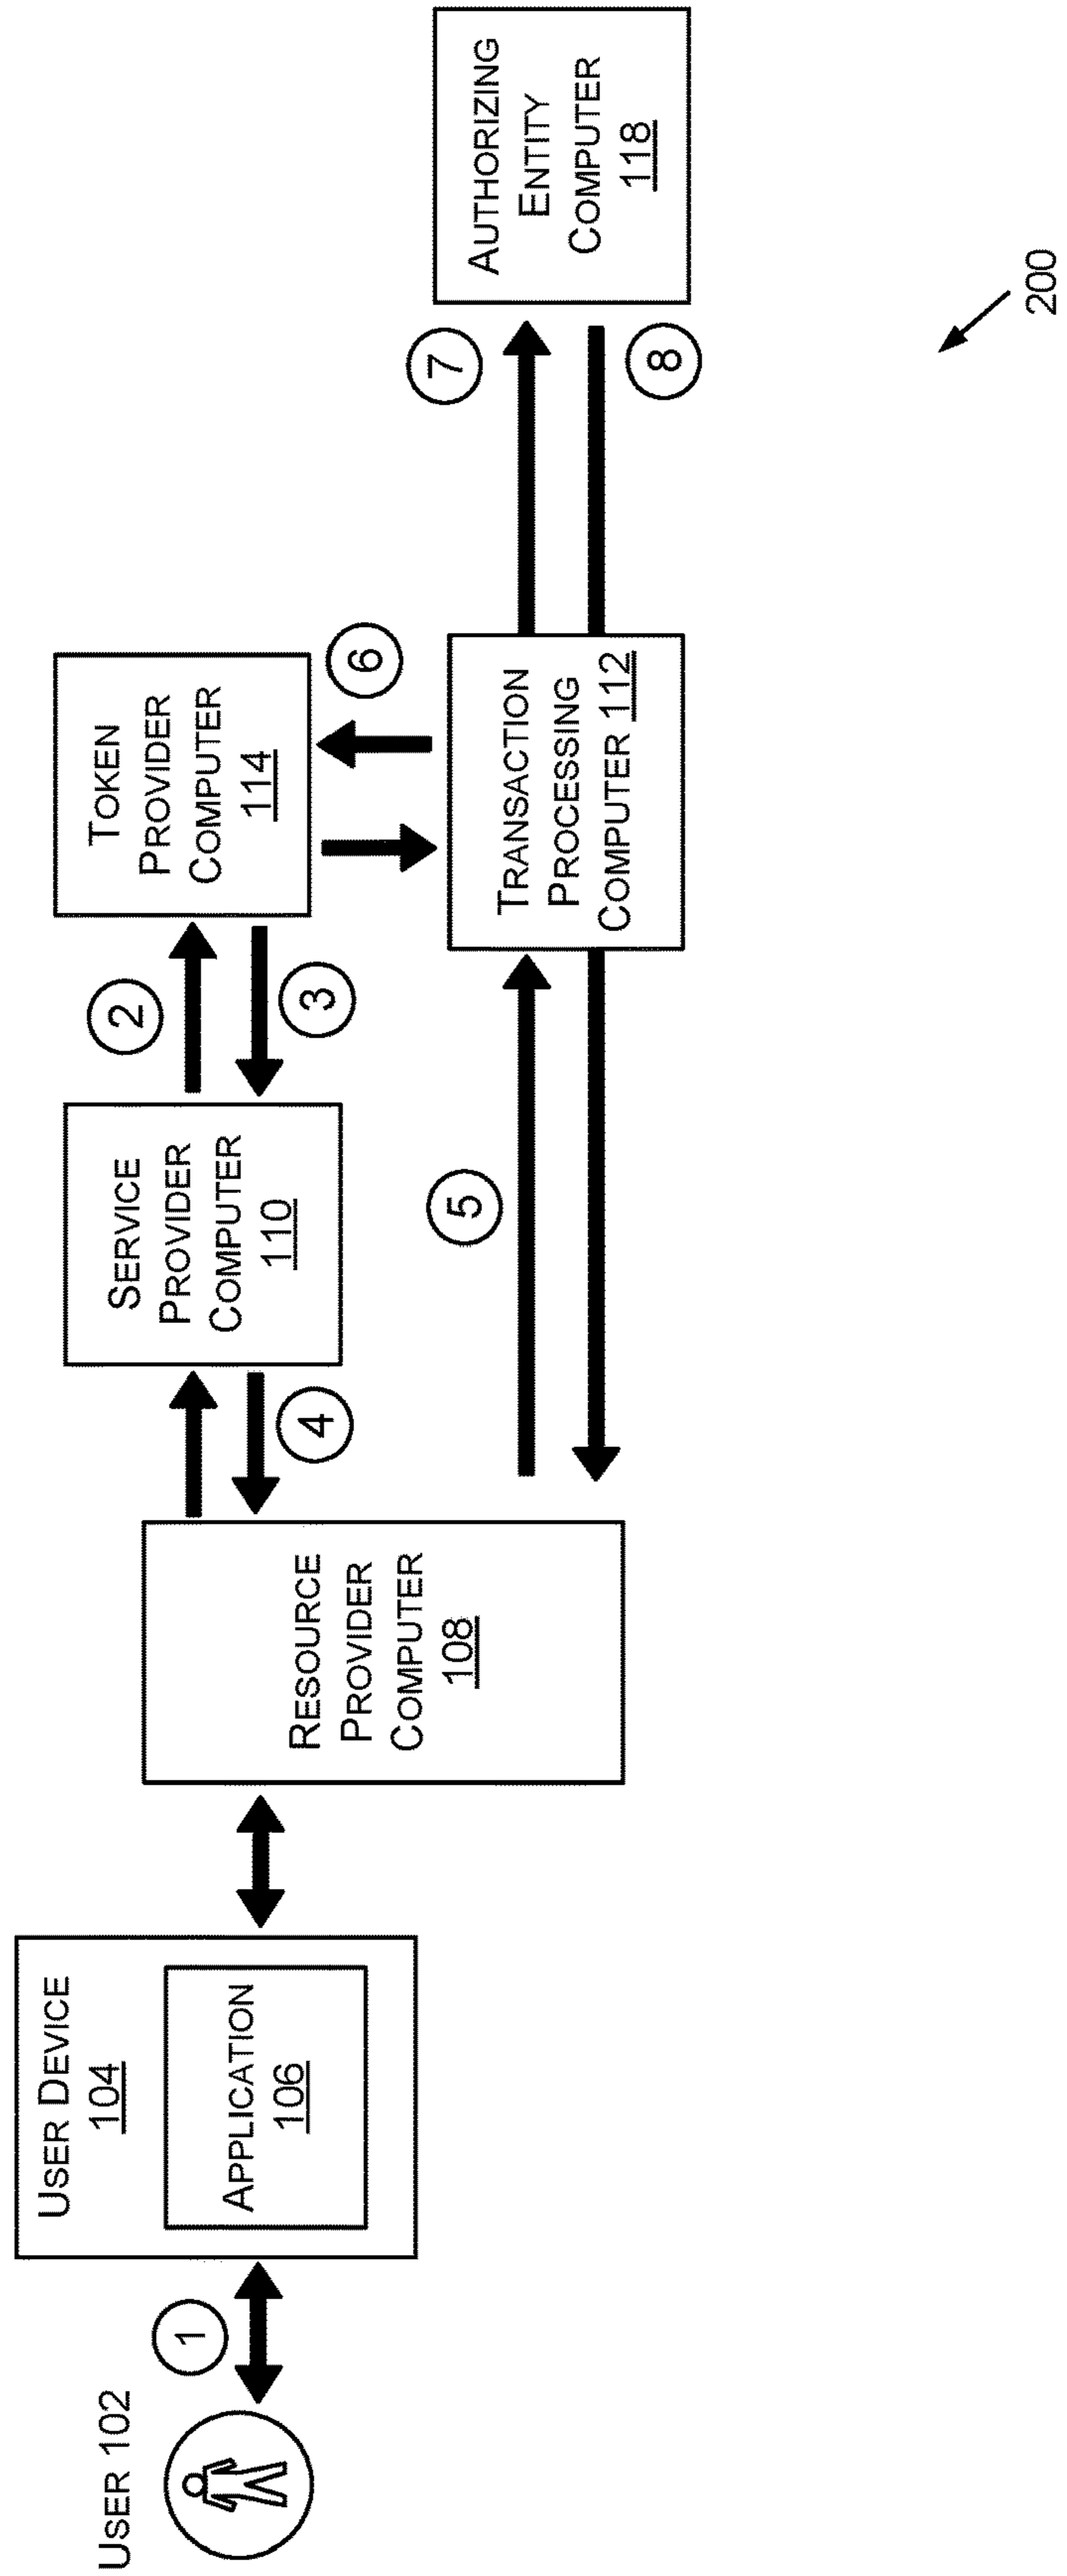 USER 102
1
USER DEVICE
104
APPLICATION
106
RESOURCE
PROVIDER
COMPUTER
108
4
SERVICE
PROVIDER
COMPUTER
110
2
3
TOKEN
PROVIDER
COMPUTER
114
5
6
TRANSACTION
PROCESSING
COMPUTER 112
7
8
AUTHORIZING
ENTITY
COMPUTER
118
200